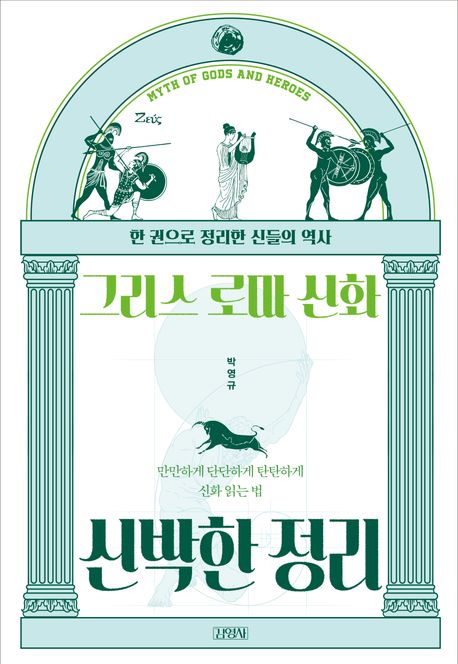 MYTH OF GODS AND HEROES
Ζεύς
한 권으로 정리한 신들의 역사
그리스 로마 신화
박영규
만만하게 단단하게 탄탄하게
신화 읽는 법
신박한 정리
김영사